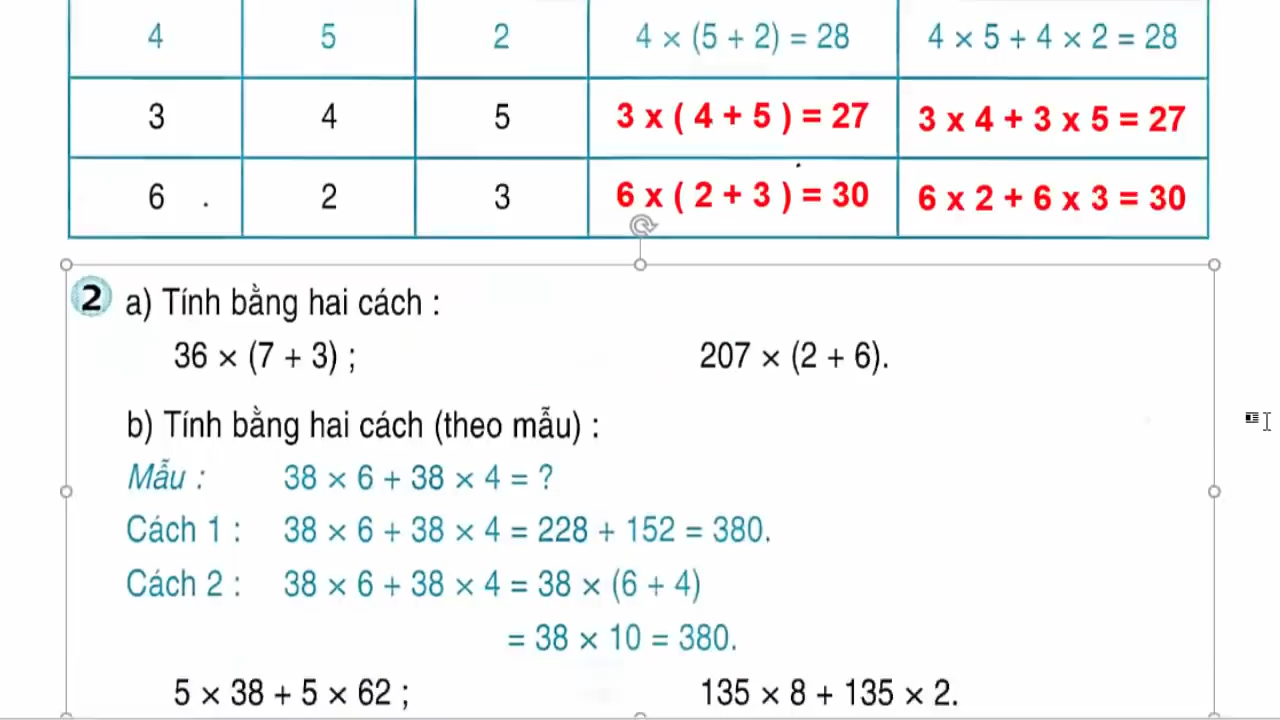 4 5 2 4 × (5 + 2) = 28 4 × 5 + 4 × 2 = 28
3 4 5 3 x ( 4 + 5 ) = 27 3 x 4 + 3 x 5 = 27
6 2 3 6 x ( 2 + 3 ) = 30 6 x 2 + 6 x 3 = 30
2 a) Tính bằng hai cách :
36 × (7 + 3) ; 207 × (2 + 6).
b) Tính bằng hai cách (theo mẫu) :
Mẫu : 38 × 6 + 38 × 4 = ?
Cách 1 : 38 × 6 + 38 × 4 = 228 + 152 = 380.
Cách 2 : 38 × 6 + 38 × 4 = 38 × (6 + 4)
= 38 × 10 = 380.
5 × 38 + 5 × 62 ; 135 × 8 + 135 × 2.